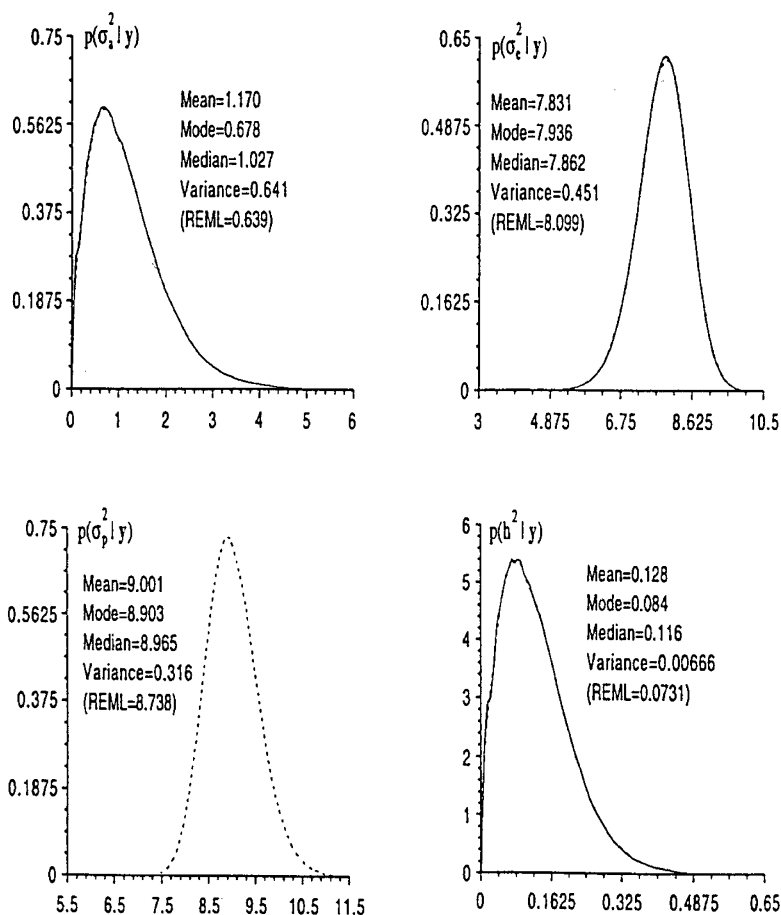 p(σ²ₐ | y)
0.75
0.5625
0.375
0.1875
0
Mean=1.170
Mode=0.678
Median=1.027
Variance=0.641
(REML=0.639)
0 1 2 3 4 5 6
p(σ²ₑ | y)
0.65
0.4875
0.325
0.1625
0
Mean=7.831
Mode=7.936
Median=7.862
Variance=0.451
(REML=8.099)
3 4.875 6.75 8.625 10.5
p(σ²ₚ | y)
0.75
0.5625
0.375
0.1875
0
Mean=9.001
Mode=8.903
Median=8.965
Variance=0.316
(REML=8.738)
5.5 6.5 7.5 8.5 9.5 10.5 11.5
p(h² | y)
6
5
4
3
2
1
0
Mean=0.128
Mode=0.084
Median=0.116
Variance=0.00666
(REML=0.0731)
0 0.1625 0.325 0.4875 0.65